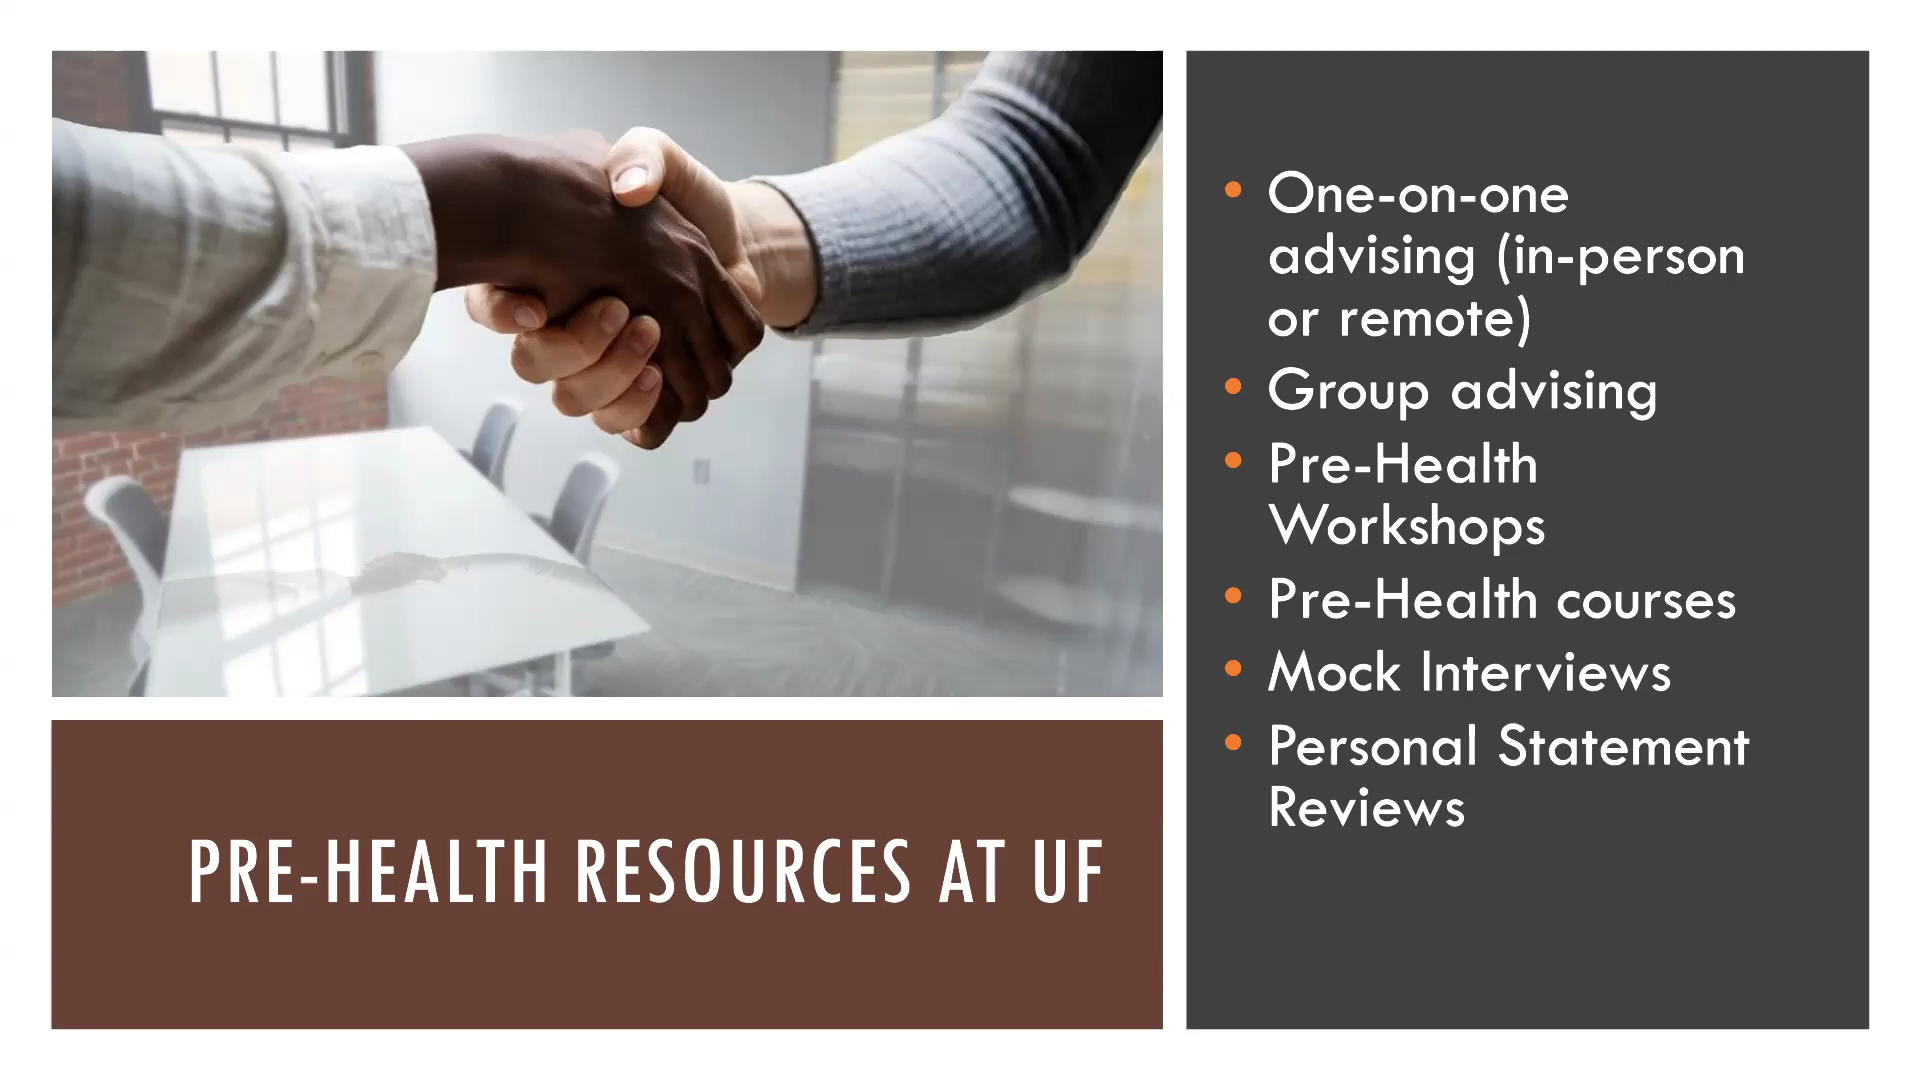 PRE-HEALTH RESOURCES AT UF
• One-on-one
advising (in-person
or remote)
• Group advising
• Pre-Health
Workshops
• Pre-Health courses
• Mock Interviews
• Personal Statement
Reviews